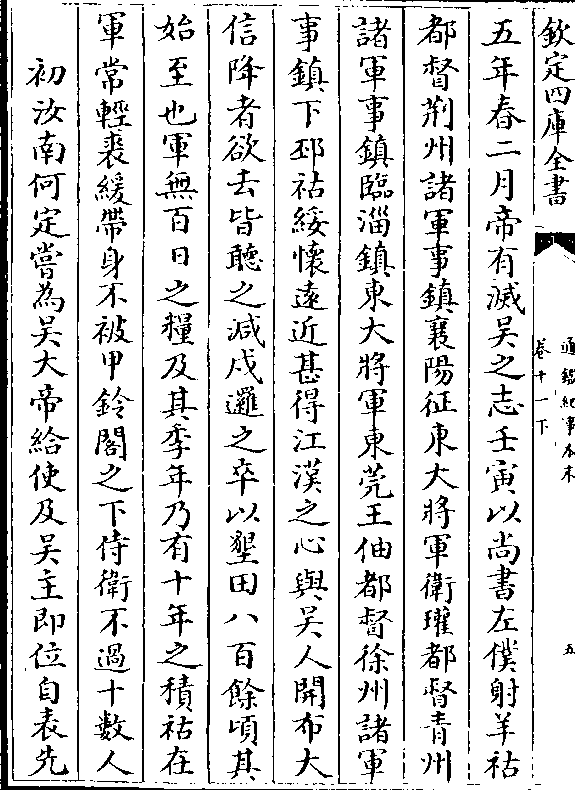 欽定四庫全書
通鑑紀事本末
卷十一下
五
五年春二月帝有滅吳之志壬寅以尚書左僕射羊祜
都督荆州諸軍事鎮襄陽征東大將軍衛瓘都督青州
諸軍事鎮臨淄鎮東大將軍東莞王伷都督徐州諸軍
事鎮下邳祜綏懷遠近甚得江漢之心與吳人開布大
信降者欲去皆聽之減戍邏之卒以墾田八百餘頃其
始至也軍無百日之糧及其季年乃有十年之積祜在
軍常輕裘緩帶身不被甲鈴閣之下侍衛不過十數人
初汝南何定嘗為吳大帝給使及吳主即位自表先